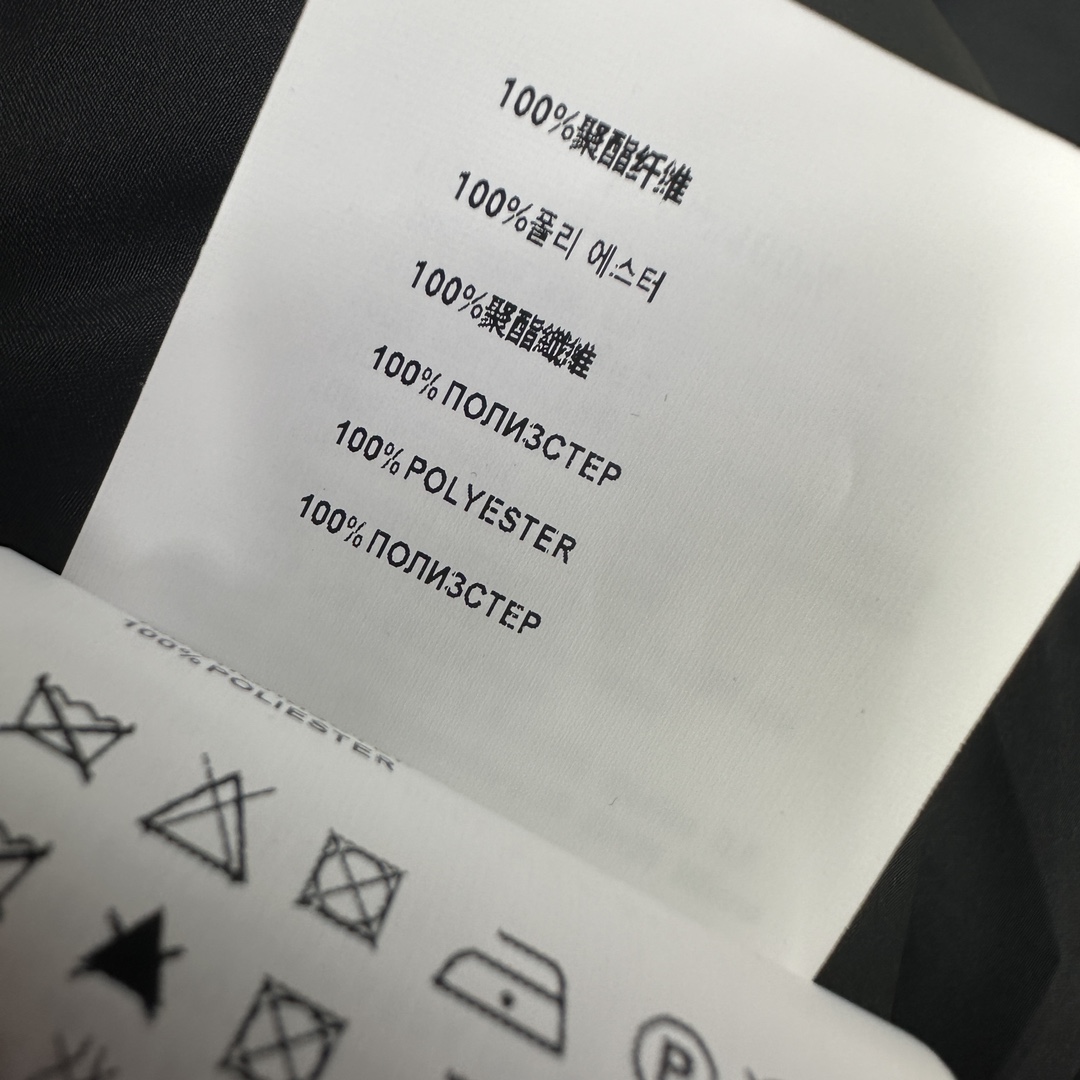 100%聚酯纤维
100%폴리 에스터
100%聚酯纖維
100%ПОЛИЗСТЕР
100%POLYESTER
100%ПОЛИЗСТЕР
100%POLIESTER
P